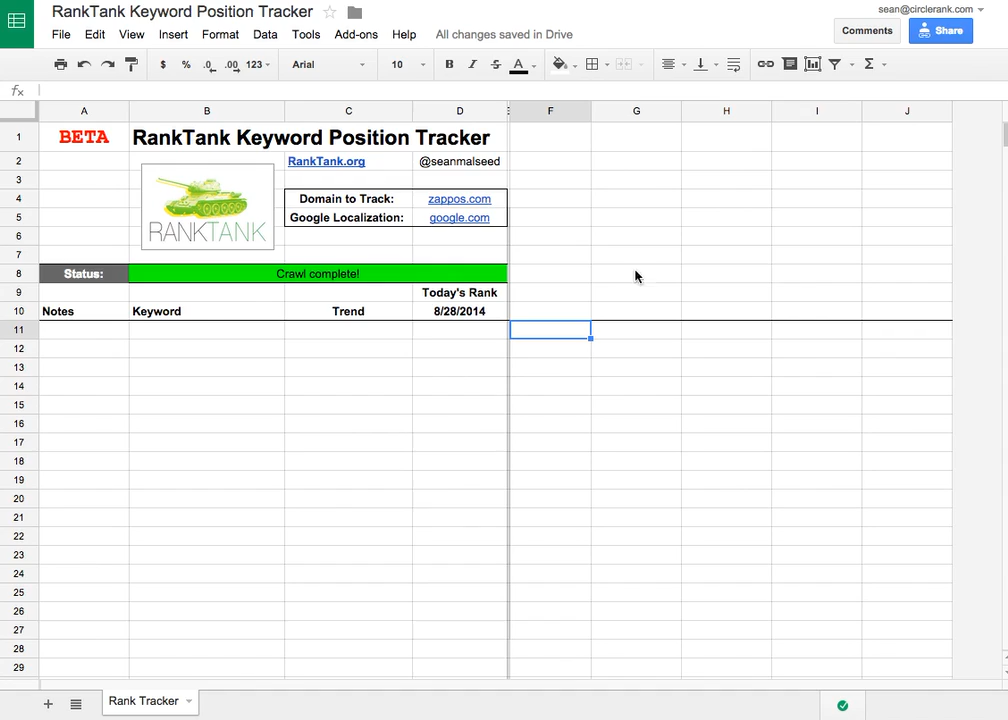 RankTank Keyword Position Tracker
sean@circlerank.com
File Edit View Insert Format Data Tools Add-ons Help All changes saved in Drive
Comments Share
$ % .0 .00 123 Arial 10 B I S A Σ
fx
A B C D E F G H I J
1 BETA RankTank Keyword Position Tracker
2 RankTank.org @seanmalseed
3
4 Domain to Track: zappos.com
5 Google Localization: google.com
RANKTANK
6
7
8 Status: Crawl complete!
9 Today's Rank
10 Notes Keyword Trend 8/28/2014
11
12
13
14
15
16
17
18
19
20
21
22
23
24
25
26
27
28
29
+ Rank Tracker